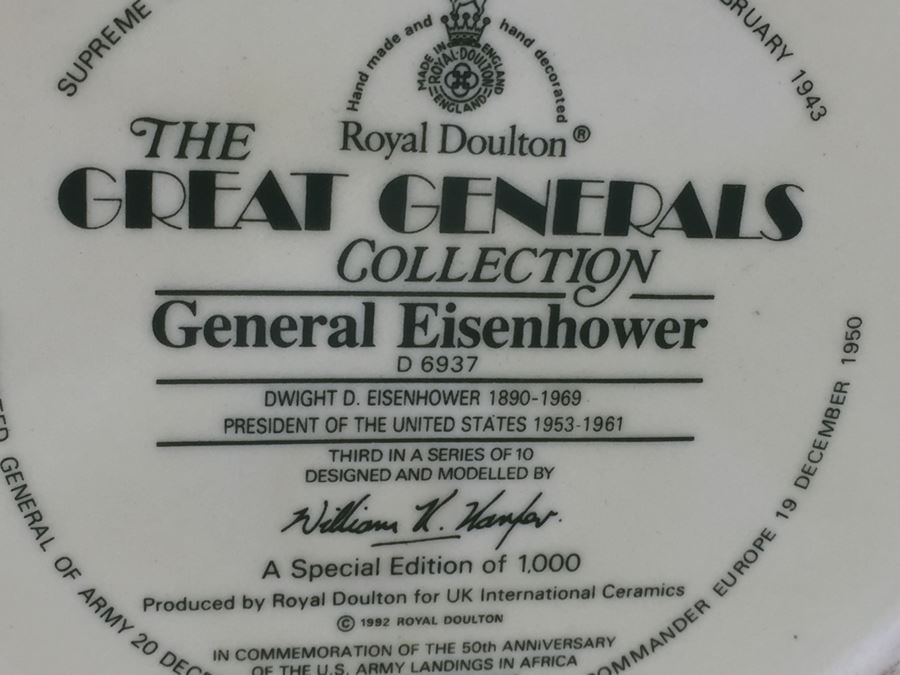 SUPREME
BRUARY 1943
Hand made and hand decorated
MADE IN ENGLAND
ROYAL·DOULTON
ENGLAND
Royal Doulton®
THE
GREAT GENERALS
COLLECTION
General Eisenhower
D 6937
DWIGHT D. EISENHOWER 1890-1969
PRESIDENT OF THE UNITED STATES 1953-1961
THIRD IN A SERIES OF 10
DESIGNED AND MODELLED BY
William K. Harper.
A Special Edition of 1,000
Produced by Royal Doulton for UK International Ceramics
© 1992 ROYAL DOULTON
IN COMMEMORATION OF THE 50th ANNIVERSARY
OF THE U.S. ARMY LANDINGS IN AFRICA
TED GENERAL OF ARMY 20 DEC
OMMANDER EUROPE 19 DECEMBER 1950